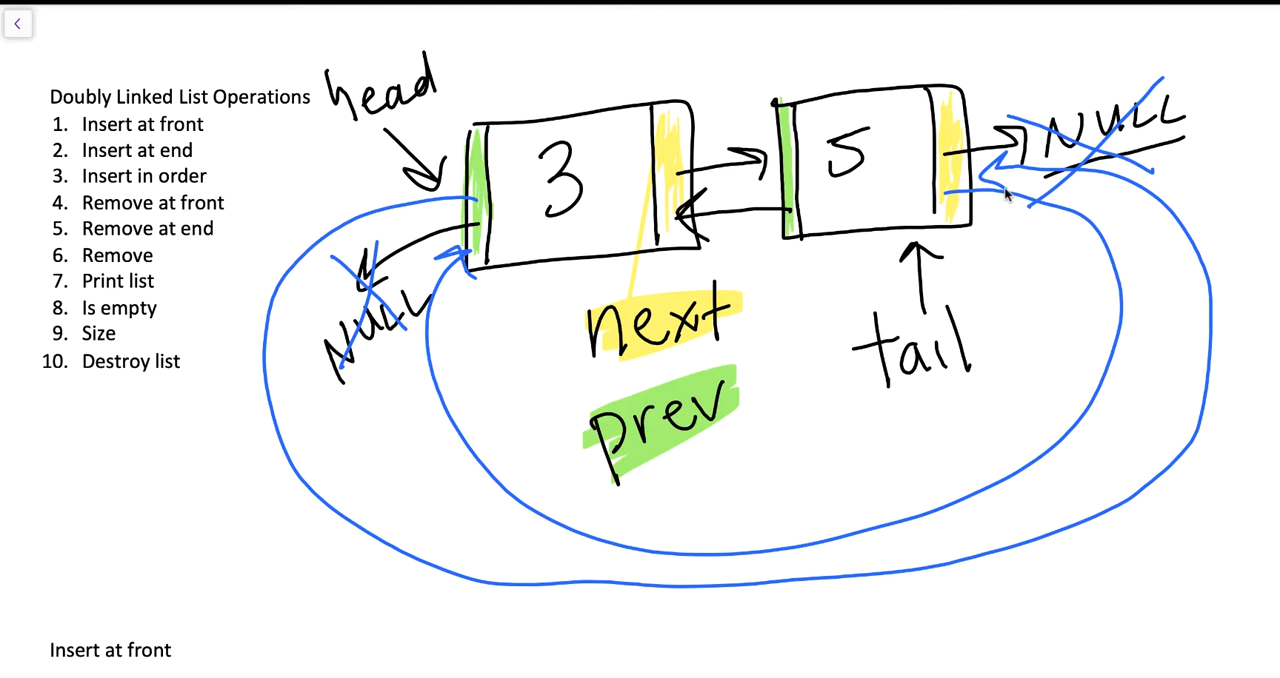 Doubly Linked List Operations
1. Insert at front
2. Insert at end
3. Insert in order
4. Remove at front
5. Remove at end
6. Remove
7. Print list
8. Is empty
9. Size
10. Destroy list
head
3
5
NULL
NULL
next
prev
tail
Insert at front